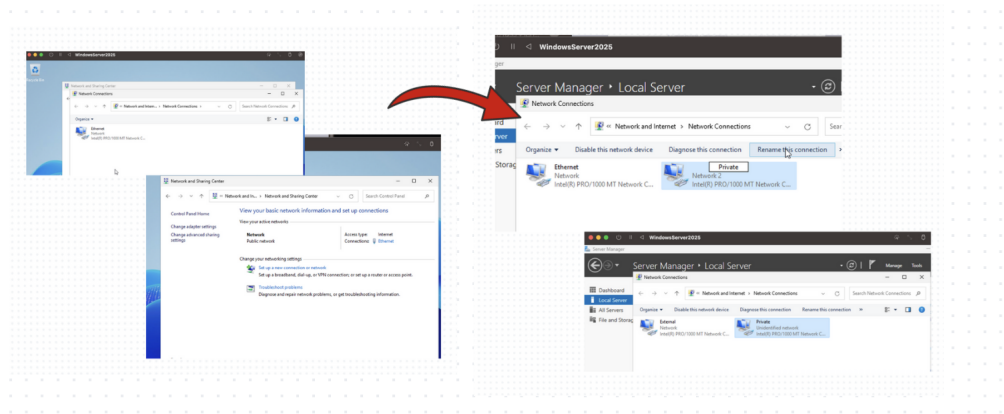 WindowsServer2025
Network and Sharing Center
Network Connections
Network and Intern... › Network Connections ›
Organize
Ethernet
Network
Intel(R) PRO/1000 MT Network C...
Network and Sharing Center
Network and In... › Network and Sharing Center
Search Control Panel
Control Panel Home
Change adapter settings
Change advanced sharing
settings
View your basic network information and set up connections
View your active networks
Network
Public network
Access type: Internet
Connections: Ethernet
Change your networking settings
Set up a new connection or network
Set up a broadband, dial-up, or VPN connection; or set up a router or access point.
Troubleshoot problems
Diagnose and repair network problems, or get troubleshooting information.
WindowsServer2025
Server Manager › Local Server
Network Connections
Network and Internet › Network Connections
Sear
Organize
Disable this network device
Diagnose this connection
Rename this connection
Storag
Ethernet
Network
Intel(R) PRO/1000 MT Network C...
Private
Network 2
Intel(R) PRO/1000 MT Network C...
WindowsServer2025
Server Manager
Server Manager › Local Server
Manage
Tools
Dashboard
Local Server
All Servers
File and Storag
Network Connections
Network and Internet › Network Connections
Search Network Connections
Organize
Disable this network device
Diagnose this connection
Rename this connection
External
Network
Intel(R) PRO/1000 MT Network C...
Private
Unidentified network
Intel(R) PRO/1000 MT Network C...